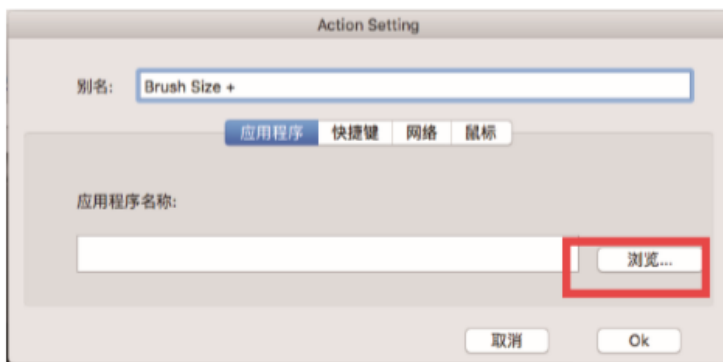 Action Setting
别名: Brush Size +
应用程序 快捷键 网络 鼠标
应用程序名称:
浏览...
取消 Ok